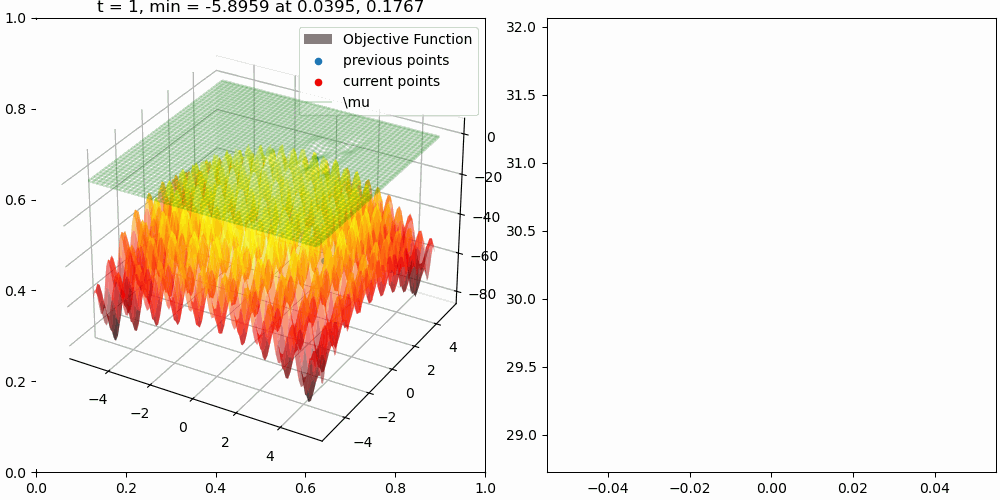 t = 1, min = -5.8959 at 0.0395, 0.1767
Objective Function
previous points
current points
\mu
1.0
0.8
0.6
0.4
0.2
0.0
0.0 0.2 0.4 0.6 0.8 1.0
−4 −2 0 2 4
−4 −2 0 2 4
0
−20
−40
−60
−80
32.0
31.5
31.0
30.5
30.0
29.5
29.0
−0.04 −0.02 0.00 0.02 0.04